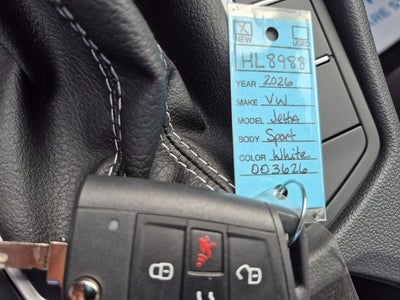 X
NEW USED
HL8988
YEAR 2026
MAKE VW
MODEL Jetta
BODY Sport
COLOR White
003626